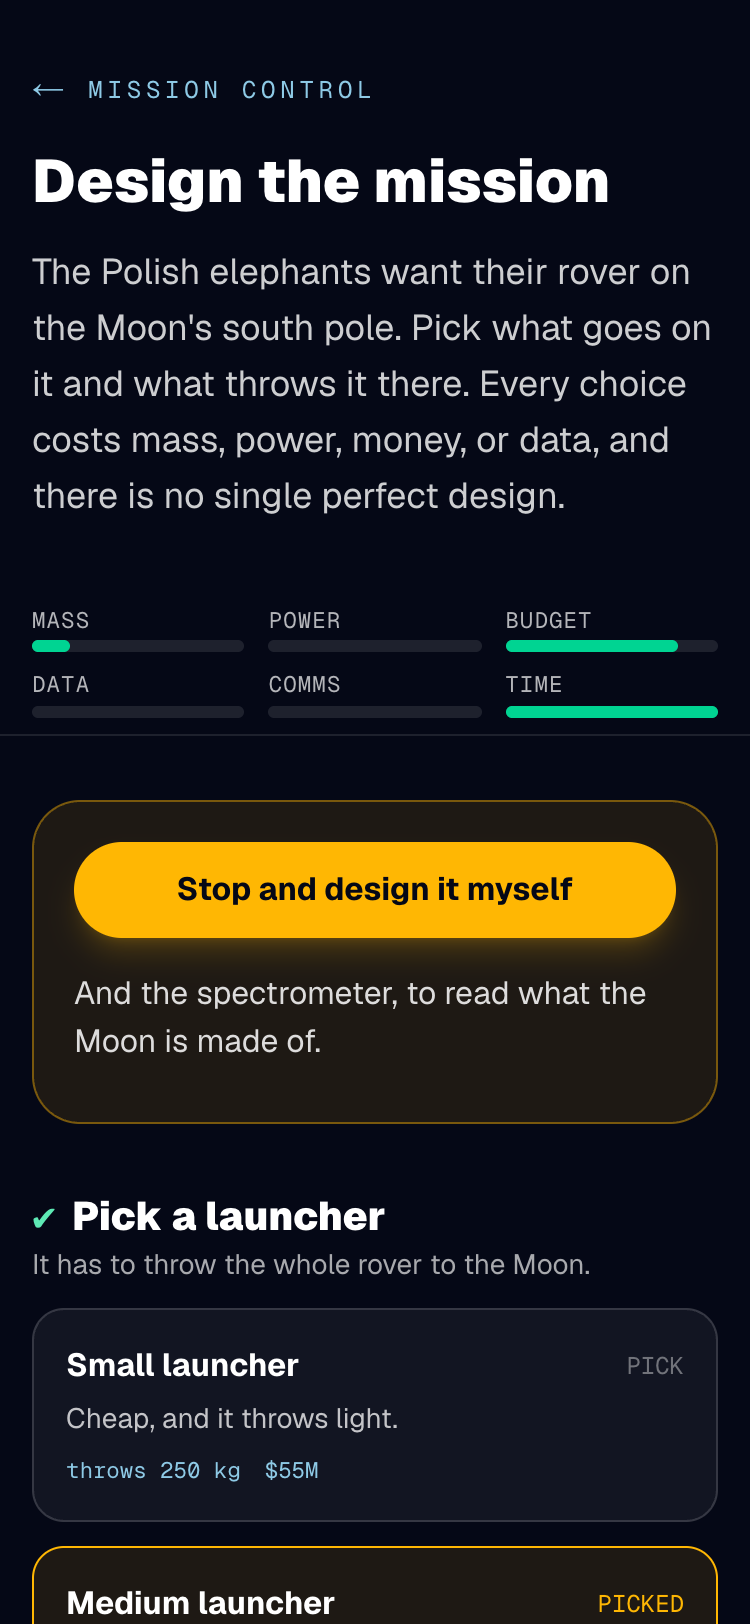 ← MISSION CONTROL
Design the mission
The Polish elephants want their rover on
the Moon's south pole. Pick what goes on
it and what throws it there. Every choice
costs mass, power, money, or data, and
there is no single perfect design.
MASS POWER BUDGET
DATA COMMS TIME
Stop and design it myself
And the spectrometer, to read what the
Moon is made of.
✔ Pick a launcher
It has to throw the whole rover to the Moon.
Small launcher PICK
Cheap, and it throws light.
throws 250 kg $55M
Medium launcher PICKED